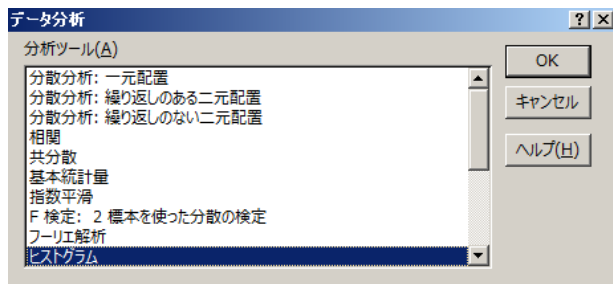 データ分析
分析ツール(A)
分散分析: 一元配置
分散分析: 繰り返しのある二元配置
分散分析: 繰り返しのない二元配置
相関
共分散
基本統計量
指数平滑
F 検定: 2 標本を使った分散の検定
フーリエ解析
ヒストグラム
OK
キャンセル
ヘルプ(H)